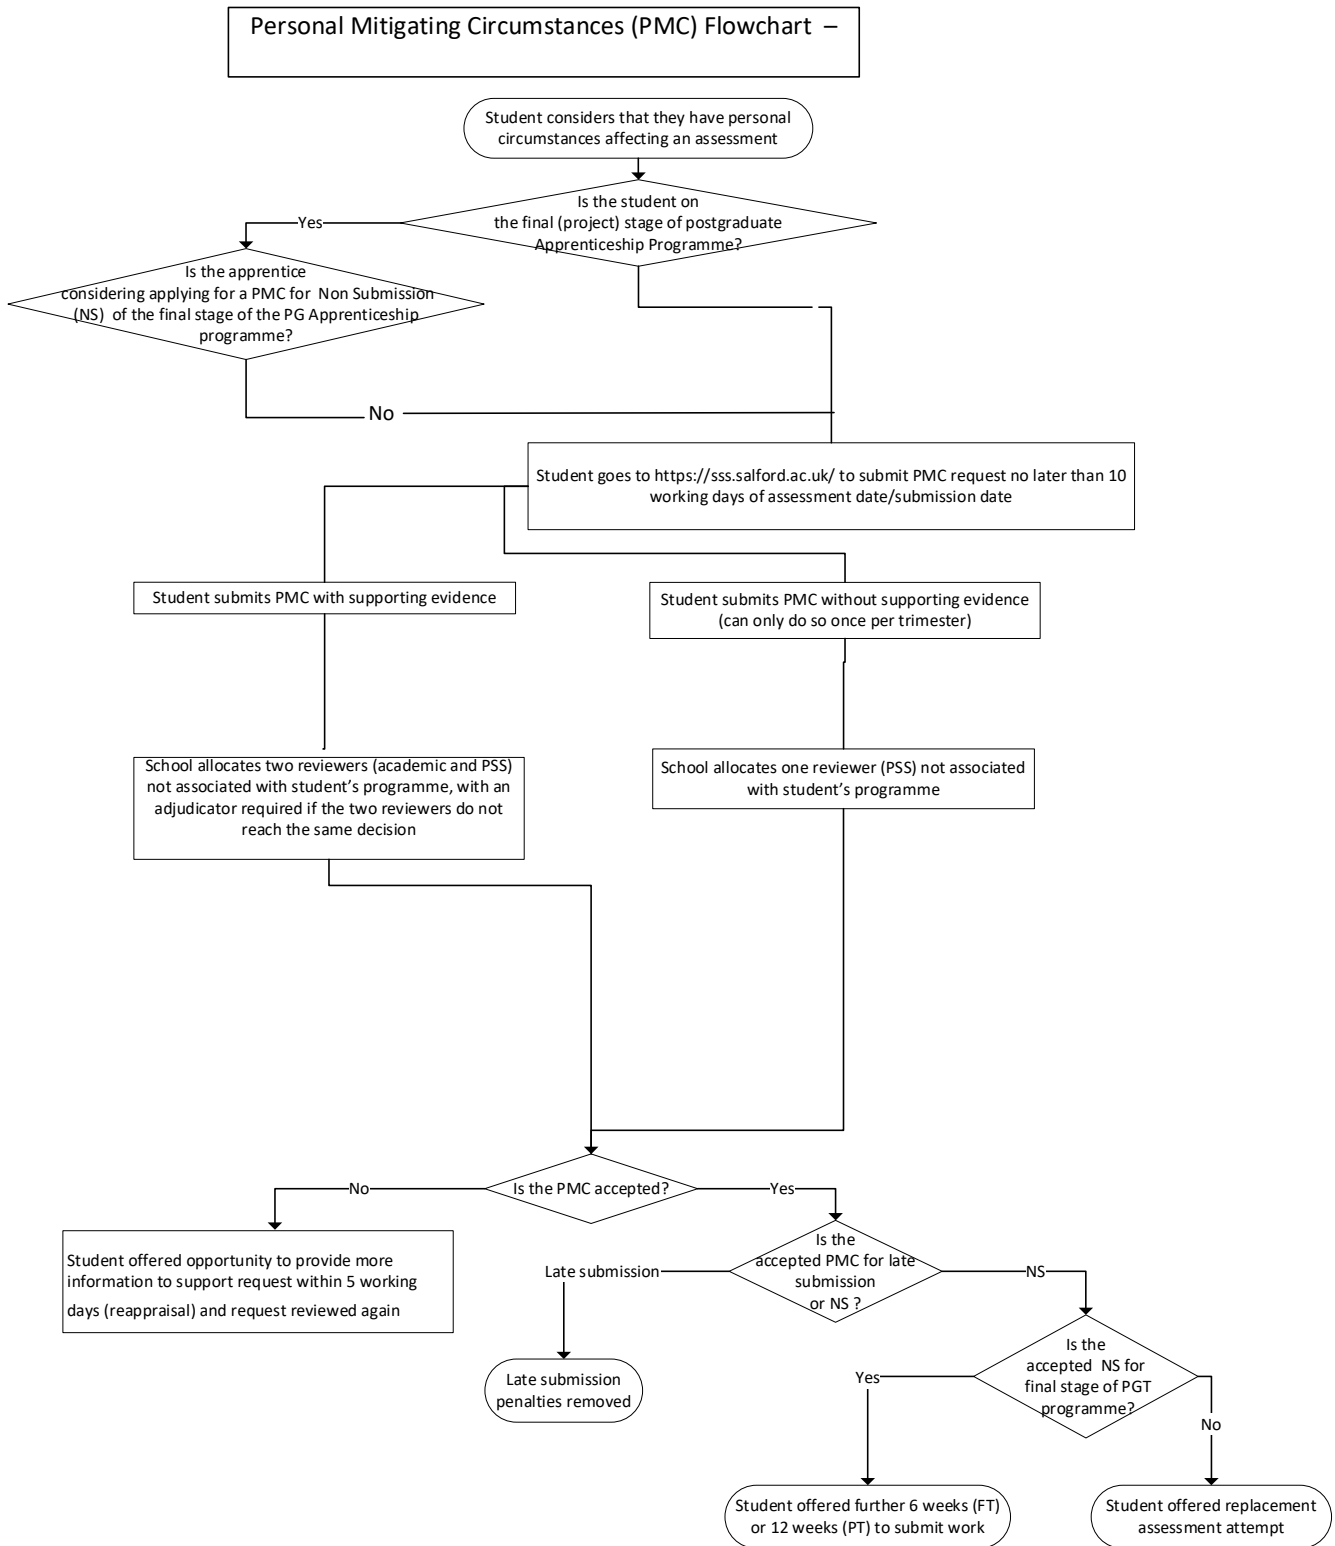 Personal Mitigating Circumstances (PMC) Flowchart –
Student considers that they have personal
circumstances affecting an assessment
Is the student on
the final (project) stage of postgraduate
Apprenticeship Programme?
Yes
Is the apprentice
considering applying for a PMC for Non Submission
(NS) of the final stage of the PG Apprenticeship
programme?
No
Student goes to https://sss.salford.ac.uk/ to submit PMC request no later than 10
working days of assessment date/submission date
Student submits PMC with supporting evidence
Student submits PMC without supporting evidence
(can only do so once per trimester)
School allocates two reviewers (academic and PSS)
not associated with student’s programme, with an
adjudicator required if the two reviewers do not
reach the same decision
School allocates one reviewer (PSS) not associated
with student’s programme
Is the PMC accepted?
No
Yes
Student offered opportunity to provide more
information to support request within 5 working
days (reappraisal) and request reviewed again
Is the
accepted PMC for late
submission
or NS ?
Late submission
NS
Late submission
penalties removed
Is the
accepted NS for
final stage of PGT
programme?
Yes
No
Student offered further 6 weeks (FT)
or 12 weeks (PT) to submit work
Student offered replacement
assessment attempt